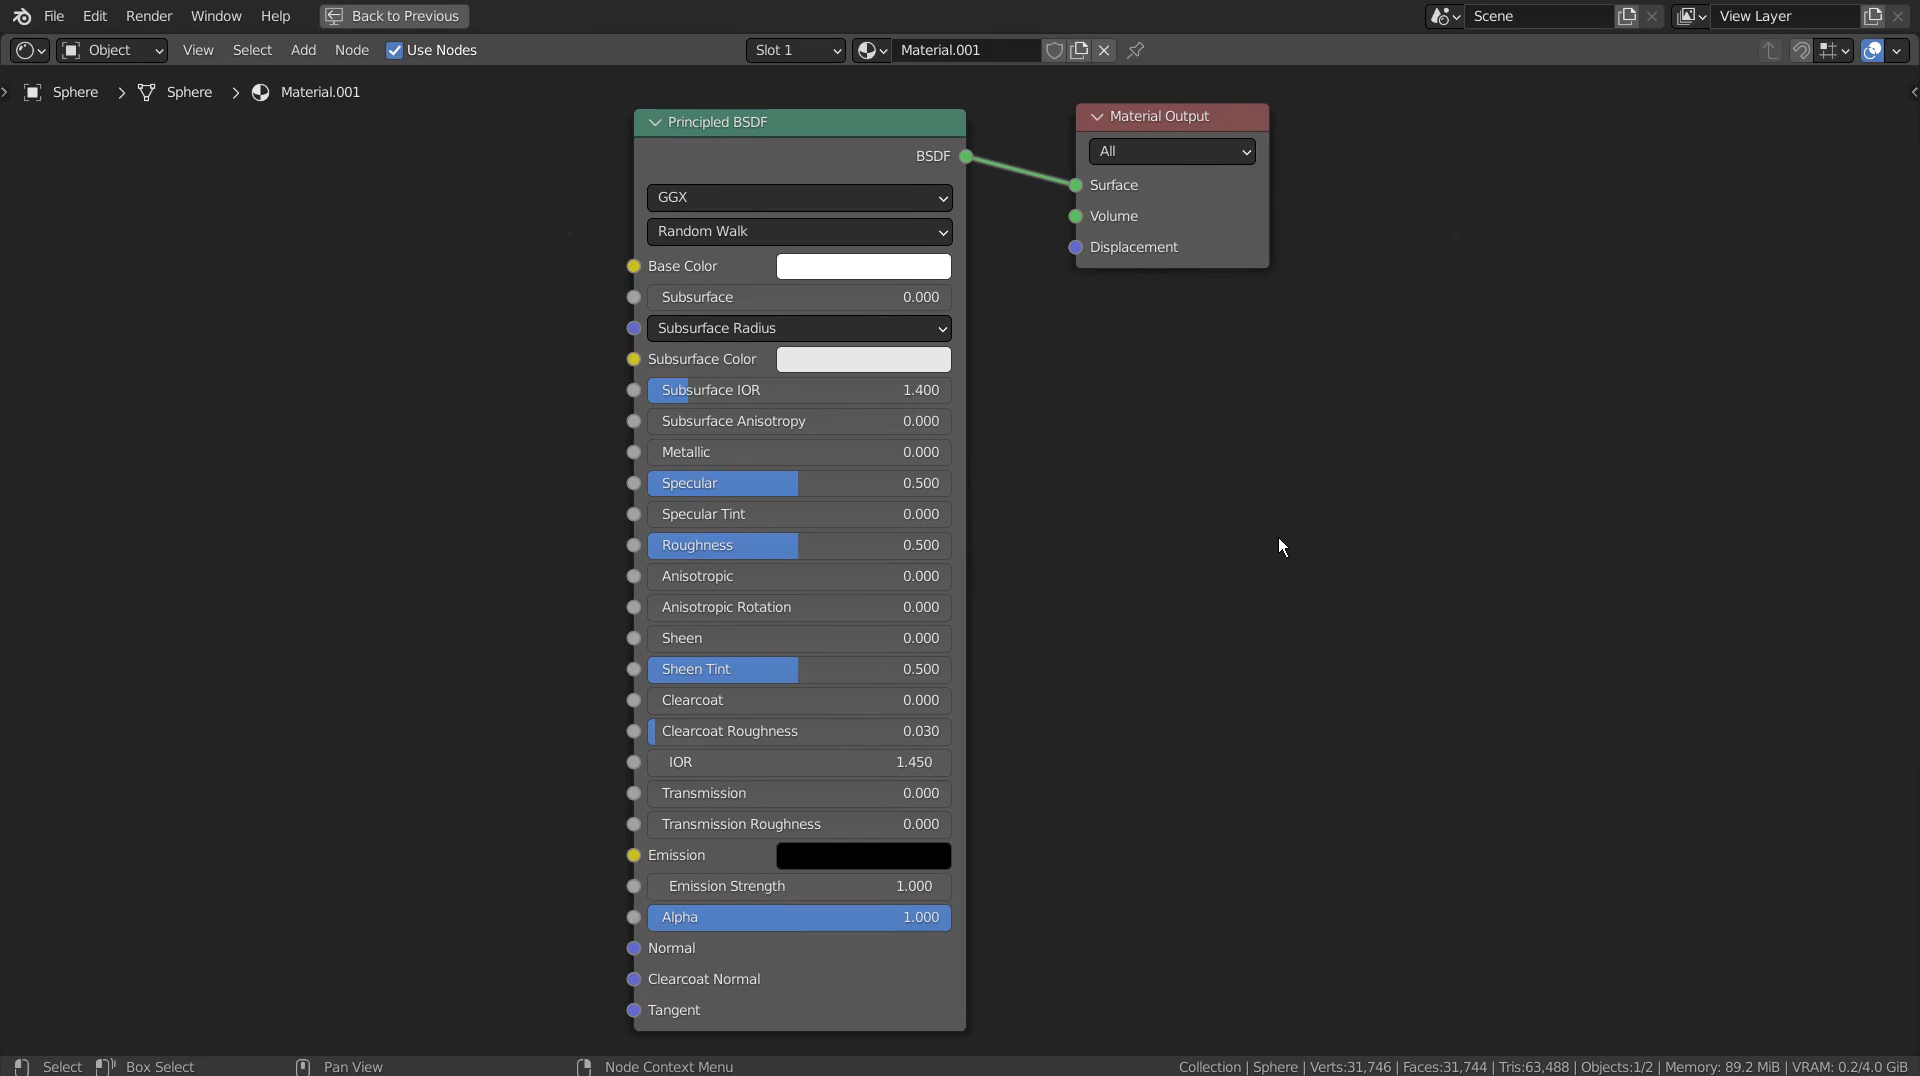 File Edit Render Window Help Back to Previous Scene View Layer
Object View Select Add Node Use Nodes Slot 1 Material.001
Sphere > Sphere > Material.001
Principled BSDF
BSDF
GGX
Random Walk
Base Color
Subsurface 0.000
Subsurface Radius
Subsurface Color
Subsurface IOR 1.400
Subsurface Anisotropy 0.000
Metallic 0.000
Specular 0.500
Specular Tint 0.000
Roughness 0.500
Anisotropic 0.000
Anisotropic Rotation 0.000
Sheen 0.000
Sheen Tint 0.500
Clearcoat 0.000
Clearcoat Roughness 0.030
IOR 1.450
Transmission 0.000
Transmission Roughness 0.000
Emission
Emission Strength 1.000
Alpha 1.000
Normal
Clearcoat Normal
Tangent
Material Output
All
Surface
Volume
Displacement
Select Box Select Pan View Node Context Menu Collection | Sphere | Verts:31,746 | Faces:31,744 | Tris:63,488 | Objects:1/2 | Memory: 89.2 MiB | VRAM: 0.2/4.0 GiB